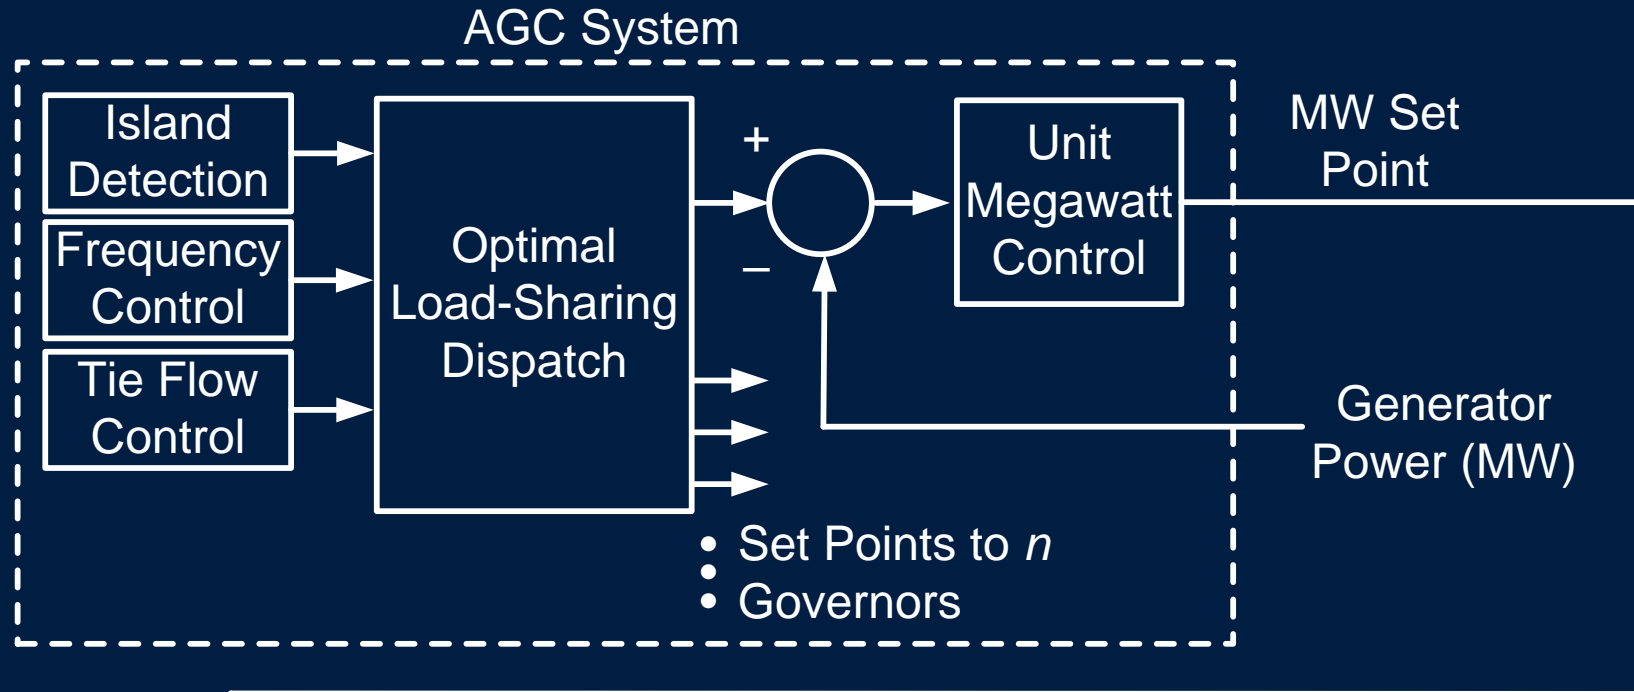 AGC System
Island
Detection
Frequency
Control
Tie Flow
Control
Optimal
Load-Sharing
Dispatch
+
–
Unit
Megawatt
Control
MW Set
Point
Generator
Power (MW)
• Set Points to n
•
• Governors